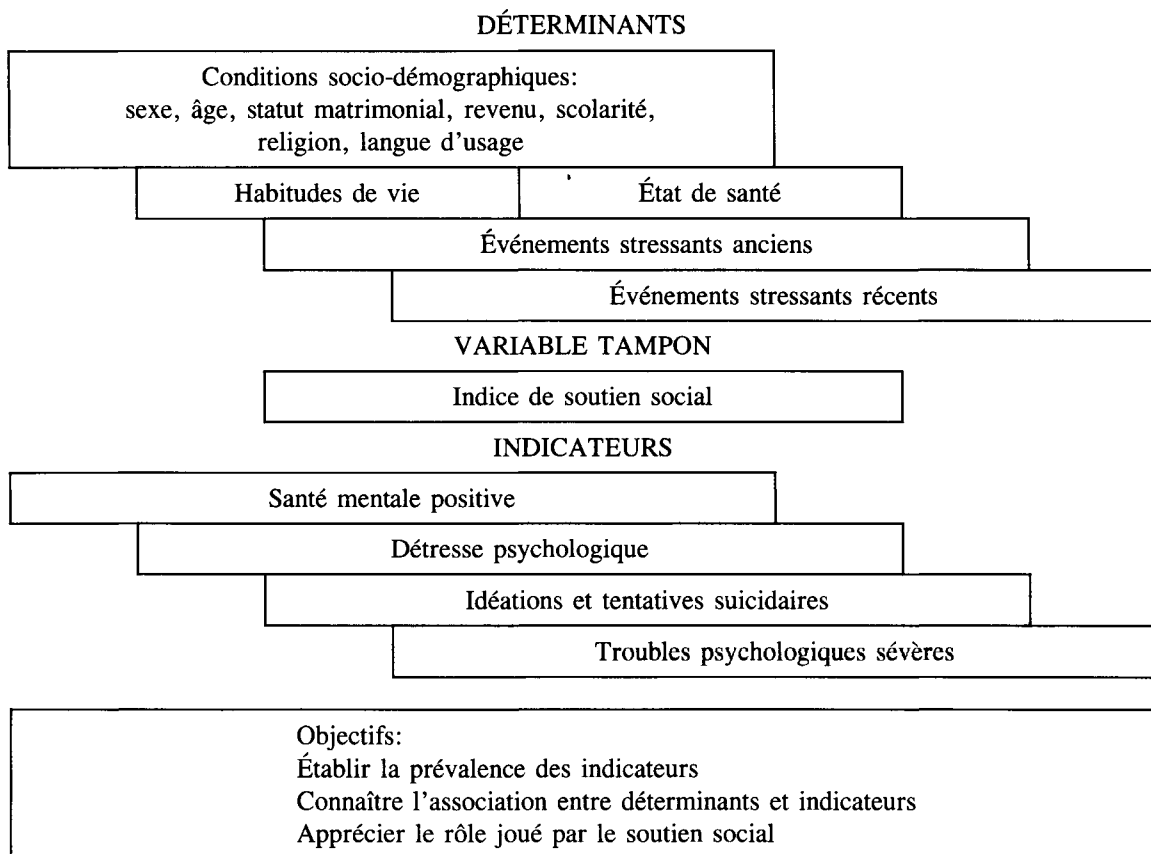 DÉTERMINANTS
Conditions socio-démographiques:
sexe, âge, statut matrimonial, revenu, scolarité,
religion, langue d'usage
Habitudes de vie
État de santé
Événements stressants anciens
Événements stressants récents
VARIABLE TAMPON
Indice de soutien social
INDICATEURS
Santé mentale positive
Détresse psychologique
Idéations et tentatives suicidaires
Troubles psychologiques sévères
Objectifs:
Établir la prévalence des indicateurs
Connaître l'association entre déterminants et indicateurs
Apprécier le rôle joué par le soutien social